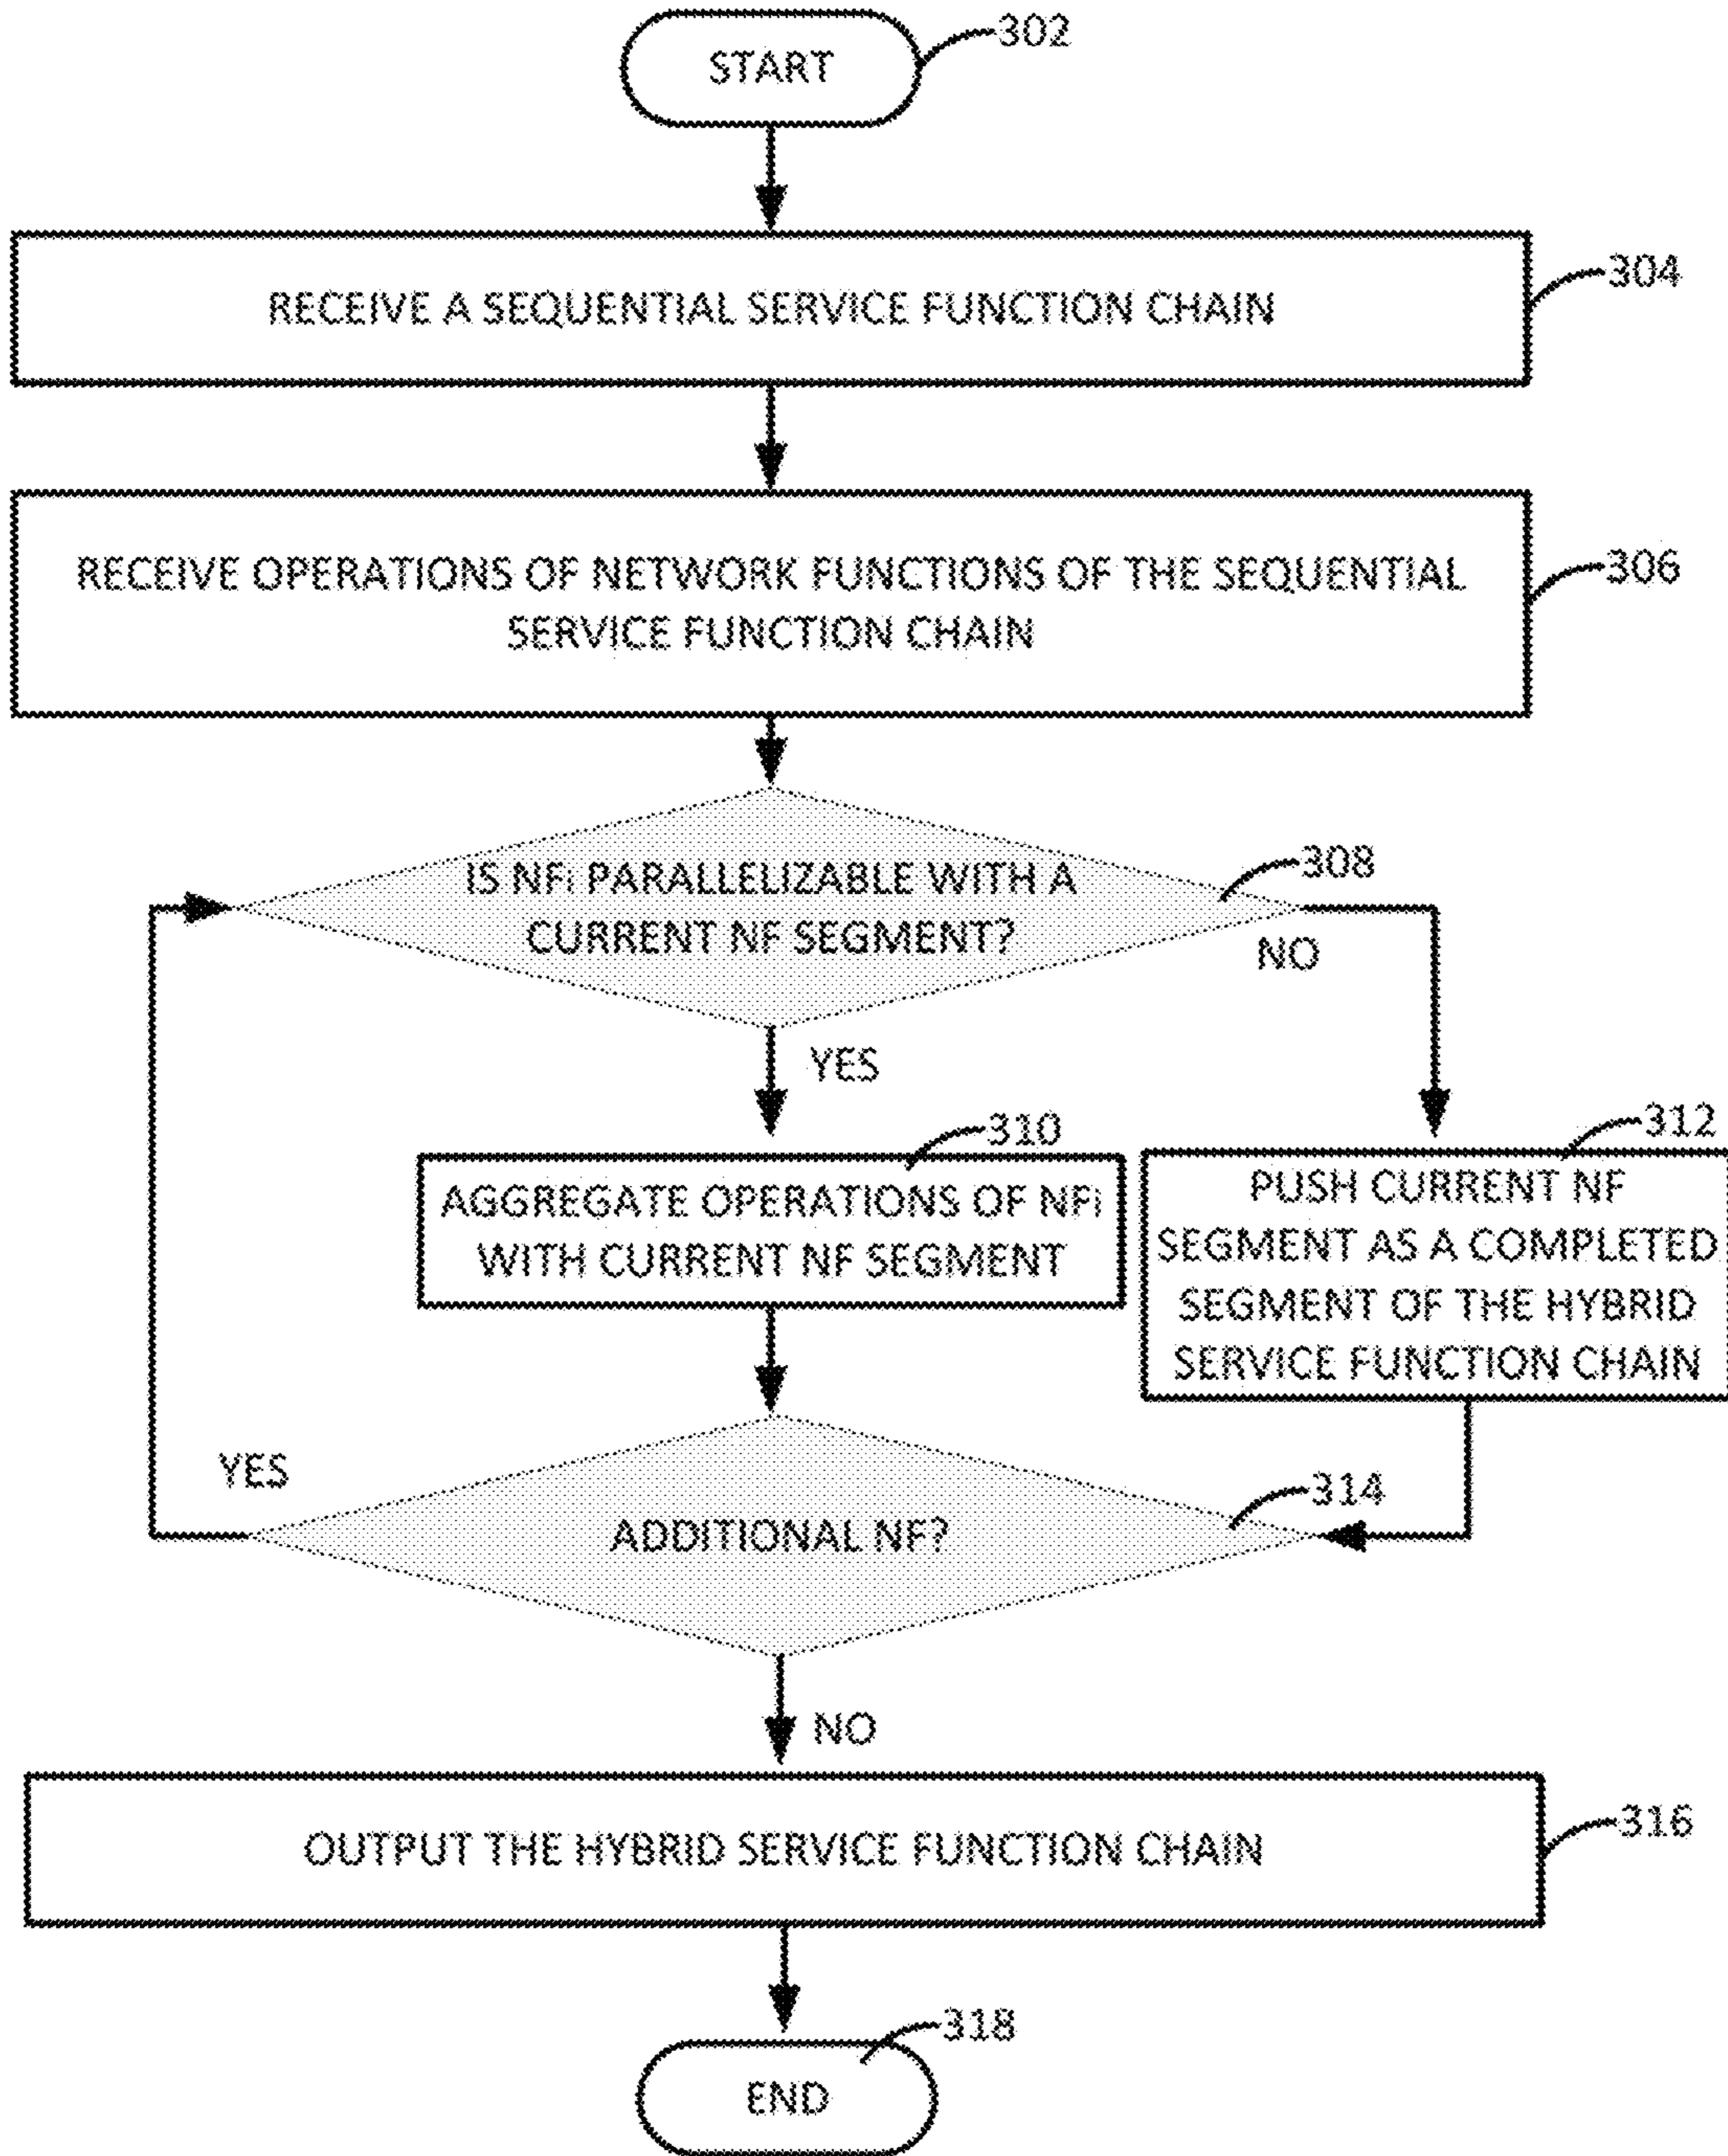 START
302
RECEIVE A SEQUENTIAL SERVICE FUNCTION CHAIN
304
RECEIVE OPERATIONS OF NETWORK FUNCTIONS OF THE SEQUENTIAL
SERVICE FUNCTION CHAIN
306
IS NFi PARALLELIZABLE WITH A
CURRENT NF SEGMENT?
308
NO
YES
310
AGGREGATE OPERATIONS OF NFi
WITH CURRENT NF SEGMENT
312
PUSH CURRENT NF
SEGMENT AS A COMPLETED
SEGMENT OF THE HYBRID
SERVICE FUNCTION CHAIN
YES
ADDITIONAL NF?
314
NO
OUTPUT THE HYBRID SERVICE FUNCTION CHAIN
316
318
END